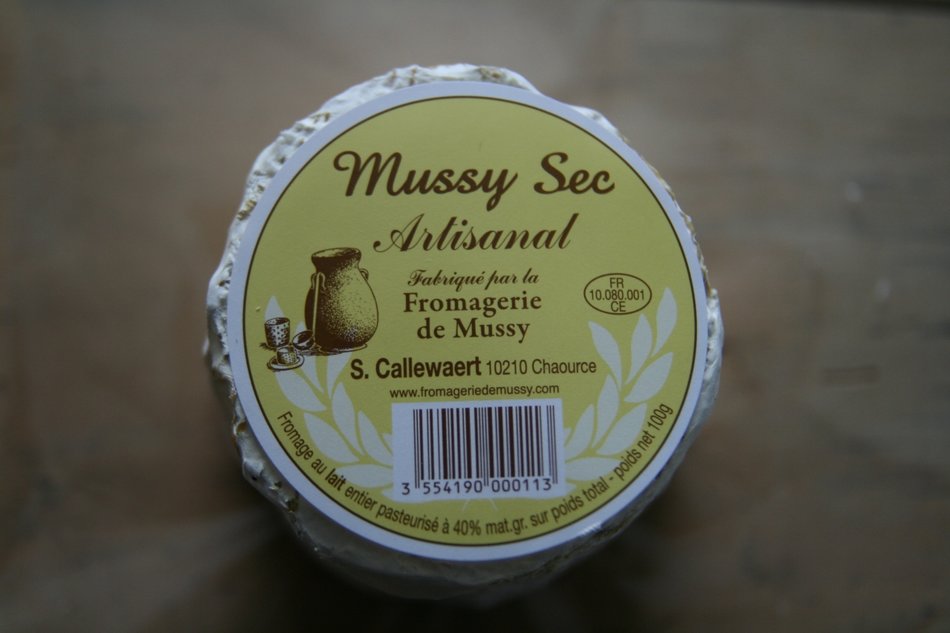 Mussy Sec
Artisanal
Fabriqué par la
Fromagerie
de Mussy
FR
10.080.001
CE
S. Callewaert 10210 Chaource
www.fromageriedemussy.com
3 554190 000113
Fromage au lait entier pasteurisé à 40% mat.gr. sur poids total - poids net 100g